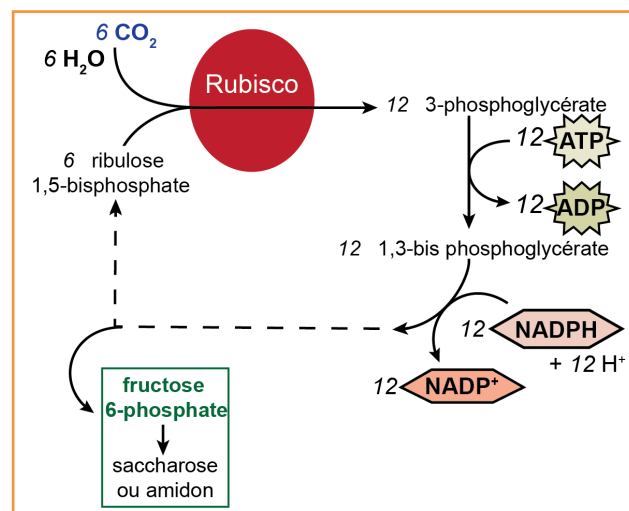 6 CO₂
6 H₂O
Rubisco
12 3-phosphoglycérate
12 ATP
6 ribulose
1,5-bisphosphate
12 ADP
12 1,3-bis phosphoglycérate
12 NADPH
+ 12 H⁺
12 NADP⁺
fructose
6-phosphate
saccharose
ou amidon